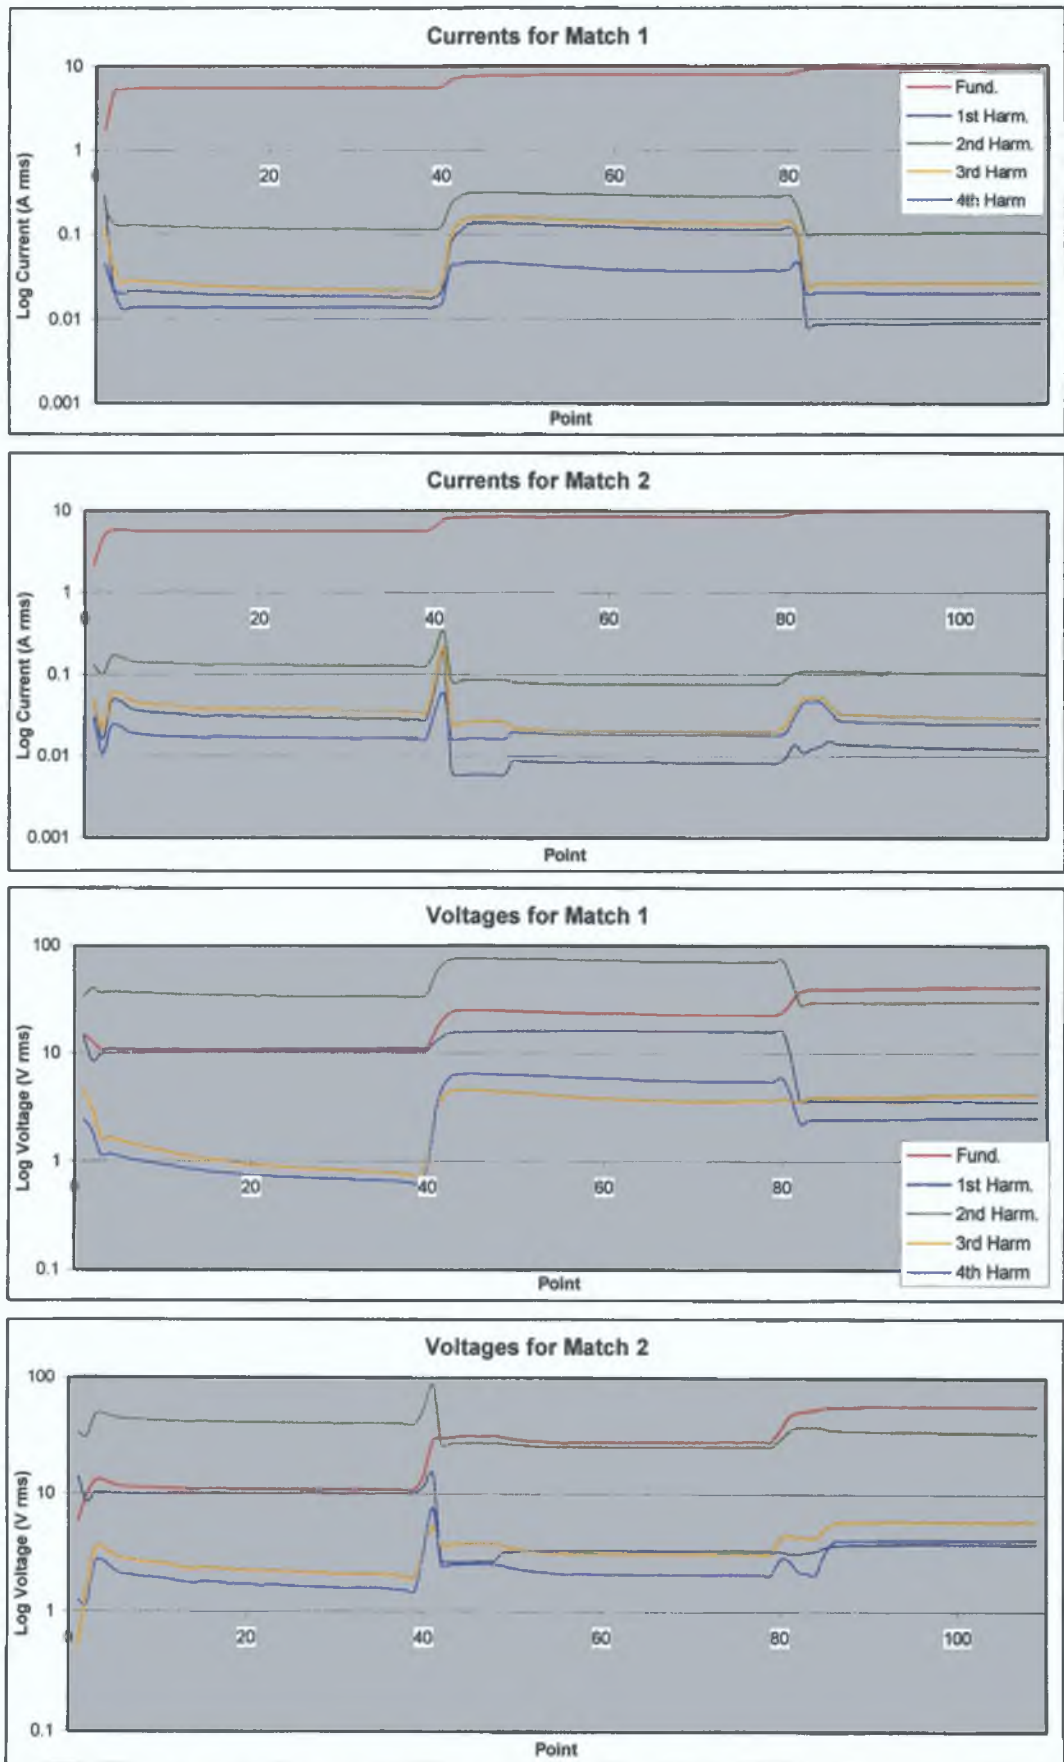 Currents for Match 1
Log Current (A rms)
10
1
0.1
0.01
0.001
0
20
40
60
80
Point
Fund.
1st Harm.
2nd Harm.
3rd Harm
4th Harm
Currents for Match 2
Log Current (A rms)
10
1
0.1
0.01
0.001
0
20
40
60
80
100
Point
Voltages for Match 1
Log Voltage (V rms)
100
10
1
0.1
0
20
40
60
80
Point
Fund.
1st Harm.
2nd Harm.
3rd Harm
4th Harm
Voltages for Match 2
Log Voltage (V rms)
100
10
1
0.1
0
20
40
60
80
100
Point